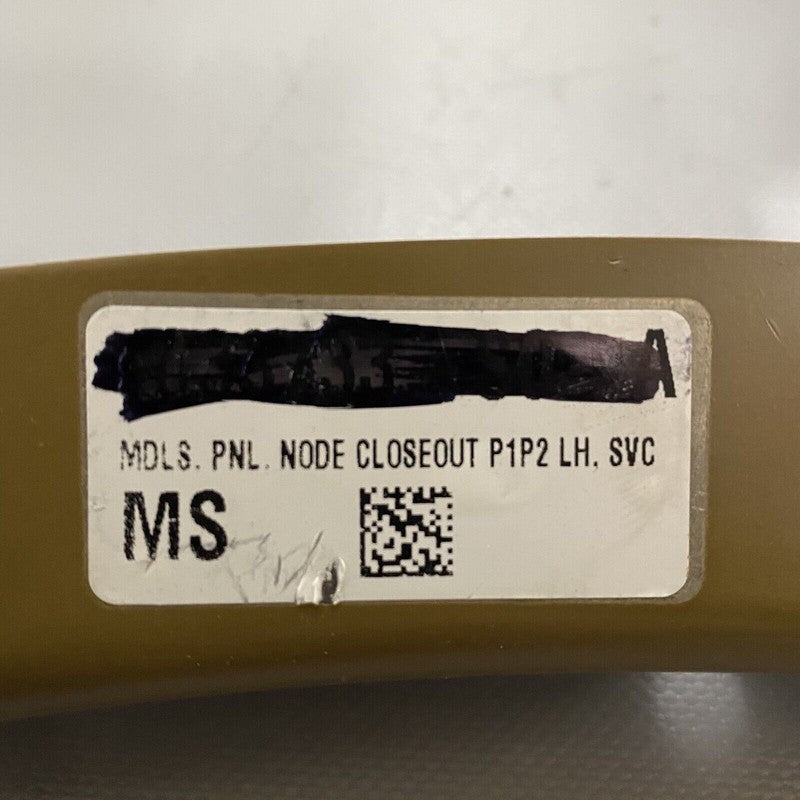 A
MDLS. PNL. NODE CLOSEOUT P1P2 LH. SVC
MS